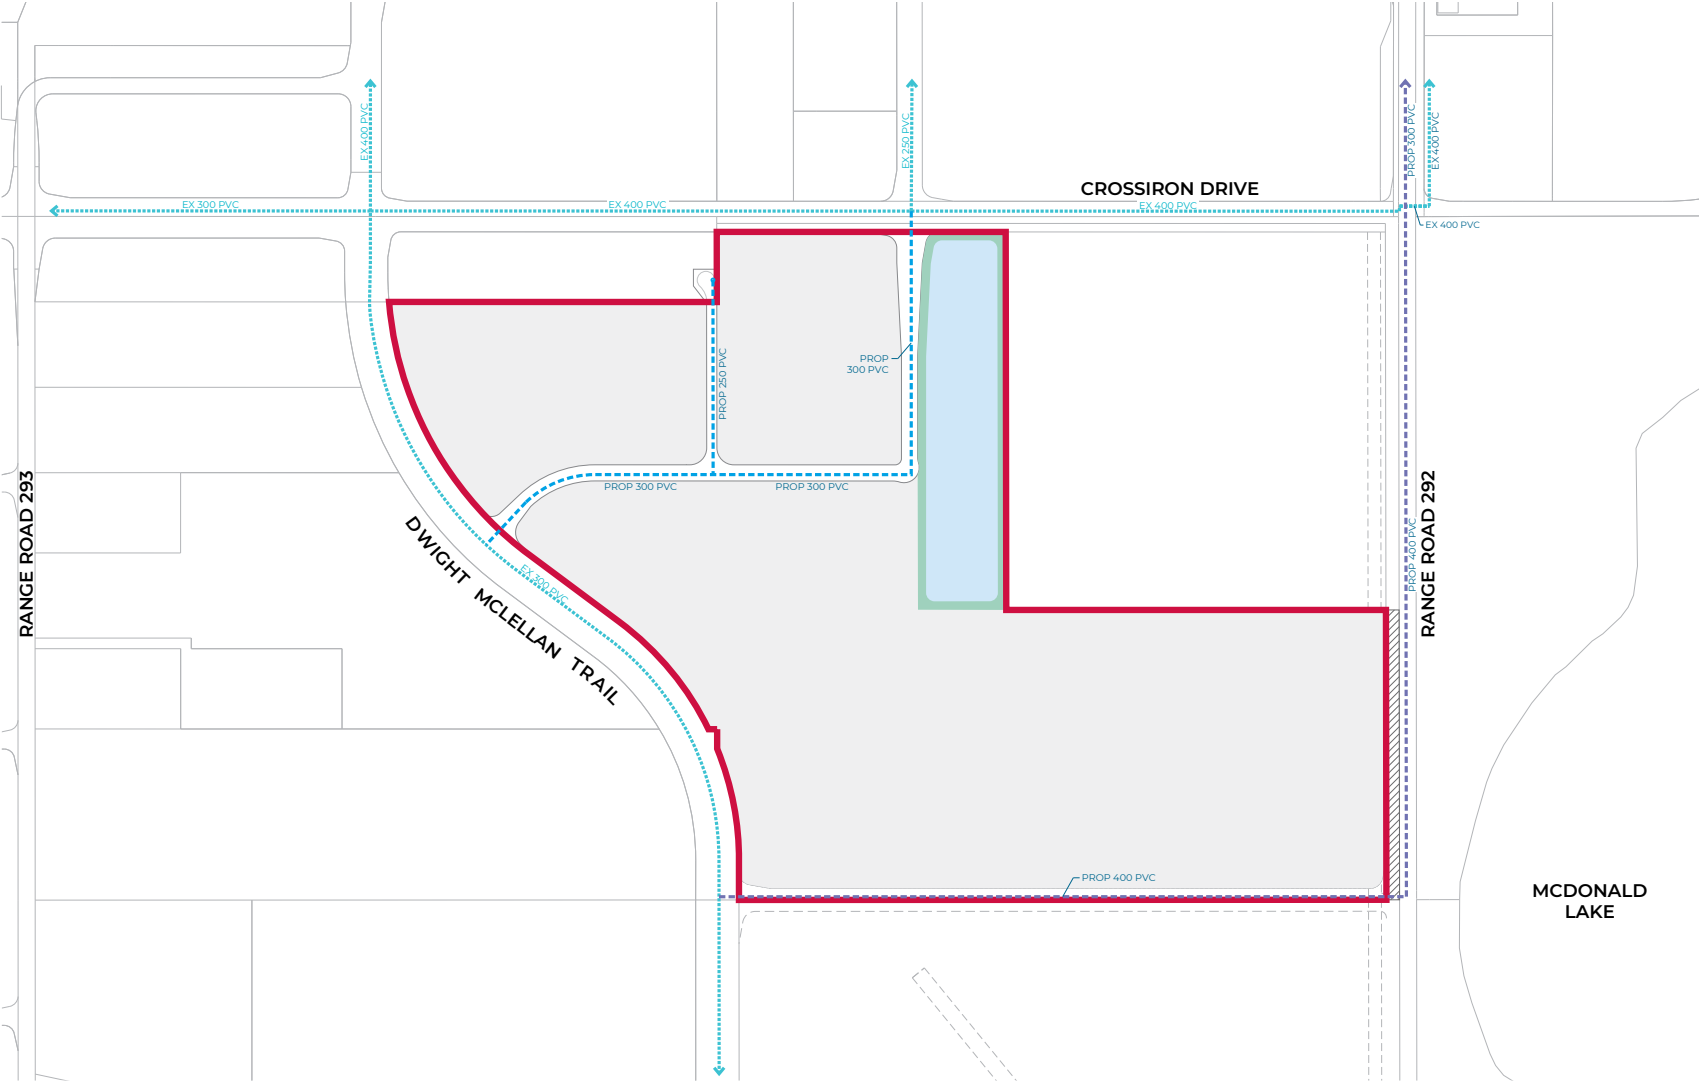 EX 400 PVC
EX 250 PVC
PROP 300 PVC
EX 400 PVC
CROSSIRON DRIVE
EX 300 PVC
EX 400 PVC
EX 400 PVC
EX 400 PVC
PROP 250 PVC
PROP
300 PVC
RANGE ROAD 293
PROP 300 PVC
PROP 300 PVC
DWIGHT MCLELLAN TRAIL
EX 300 PVC
PROP 400 PVC
RANGE ROAD 292
PROP 400 PVC
MCDONALD
LAKE